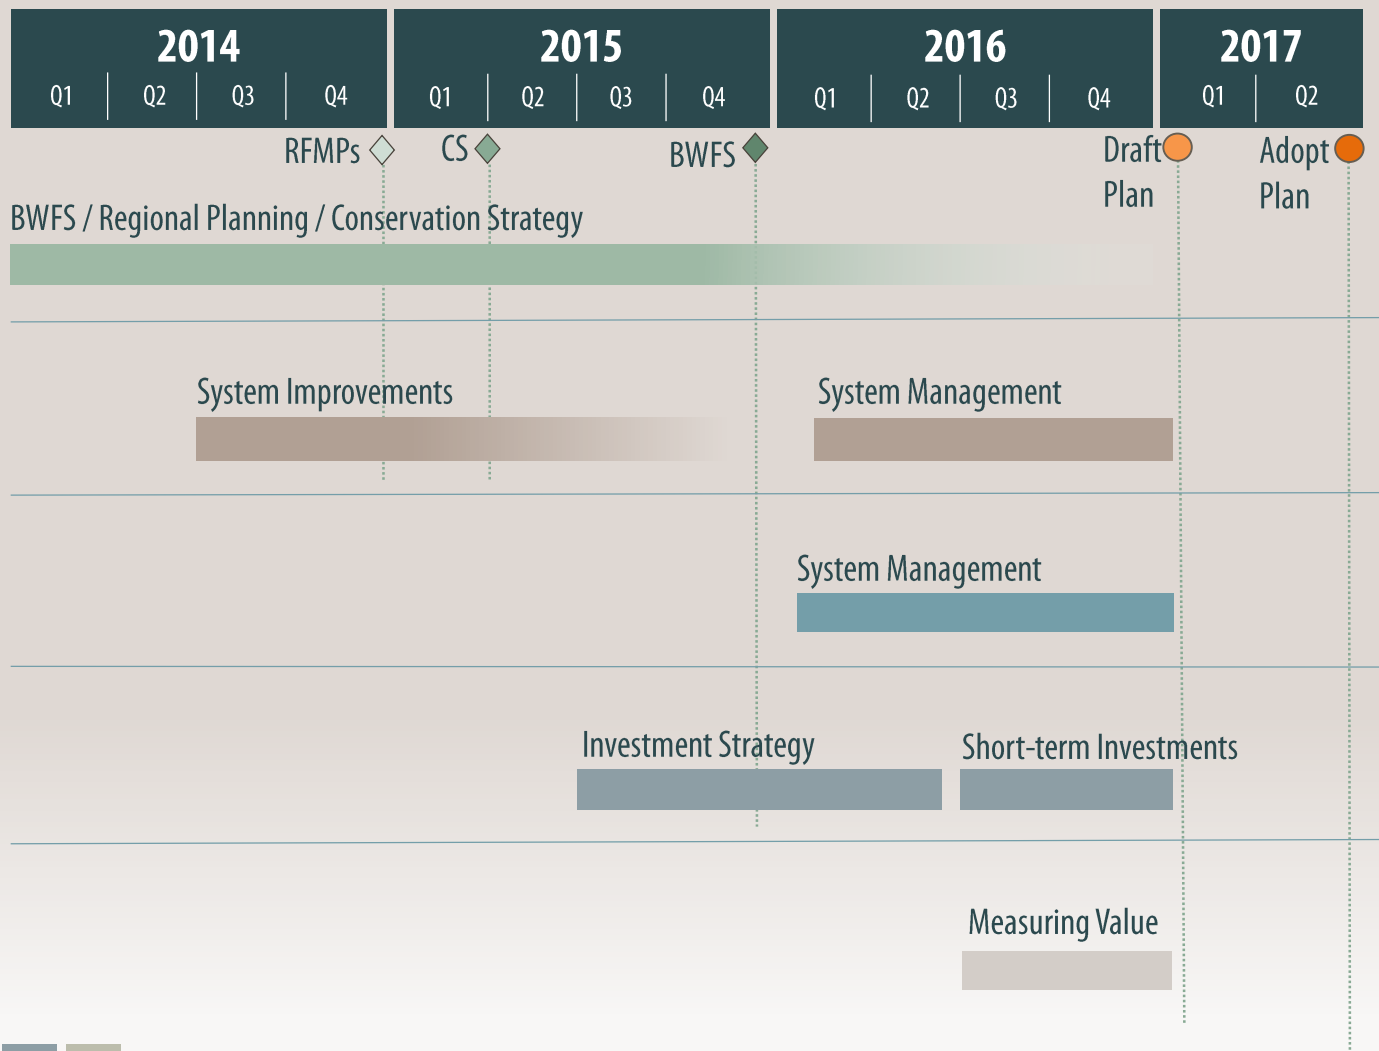 2014 2015 2016 2017
Q1 Q2 Q3 Q4 Q1 Q2 Q3 Q4 Q1 Q2 Q3 Q4 Q1 Q2
RFMPs CS BWFS Draft Plan Adopt Plan
BWFS / Regional Planning / Conservation Strategy
System Improvements System Management
System Management
Investment Strategy Short-term Investments
Measuring Value